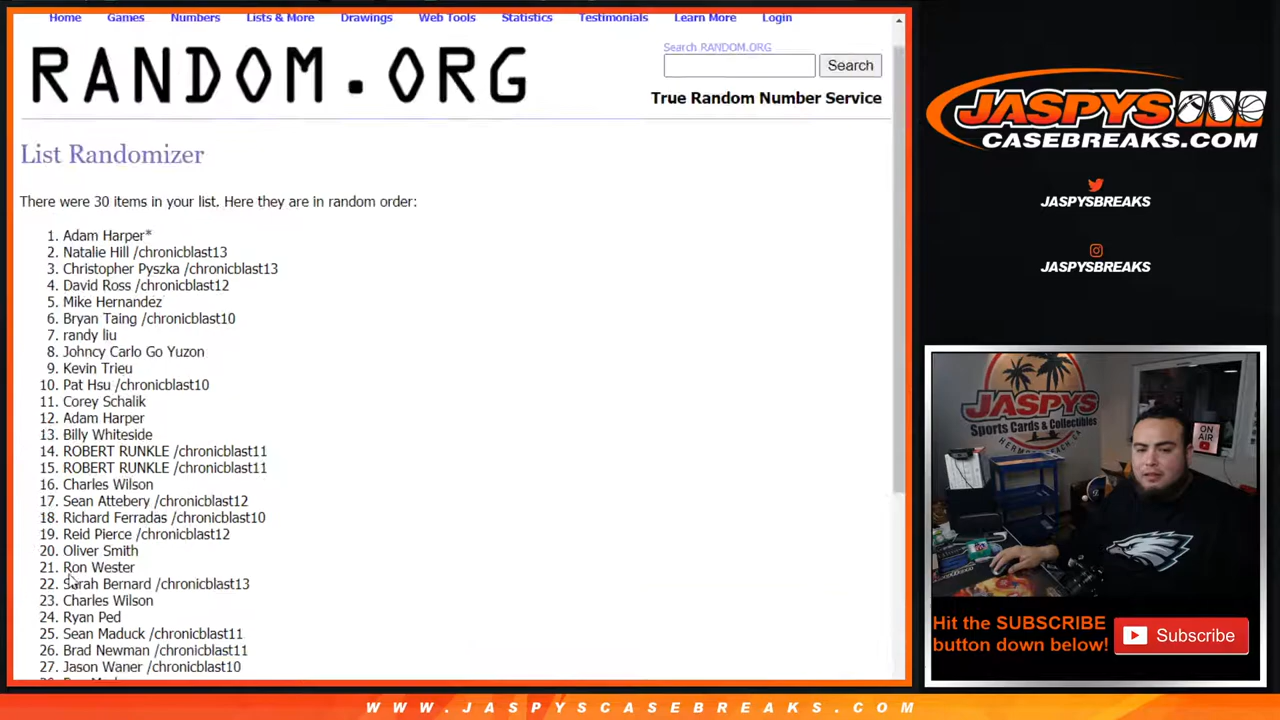 Home Games Numbers Lists & More Drawings Web Tools Statistics Testimonials Learn More Login
RANDOM.ORG
Search RANDOM.ORG
Search
True Random Number Service
List Randomizer
There were 30 items in your list. Here they are in random order:
1. Adam Harper*
2. Natalie Hill /chronicblast13
3. Christopher Pyszka /chronicblast13
4. David Ross /chronicblast12
5. Mike Hernandez
6. Bryan Taing /chronicblast10
7. randy liu
8. Johncy Carlo Go Yuzon
9. Kevin Trieu
10. Pat Hsu /chronicblast10
11. Corey Schalik
12. Adam Harper
13. Billy Whiteside
14. ROBERT RUNKLE /chronicblast11
15. ROBERT RUNKLE /chronicblast11
16. Charles Wilson
17. Sean Attebery /chronicblast12
18. Richard Ferradas /chronicblast10
19. Reid Pierce /chronicblast12
20. Oliver Smith
21. Ron Wester
22. Sarah Bernard /chronicblast13
23. Charles Wilson
24. Ryan Ped
25. Sean Maduck /chronicblast11
26. Brad Newman /chronicblast11
27. Jason Waner /chronicblast10
JASPYS
CASEBREAKS.COM
JASPYSBREAKS
JASPYSBREAKS
JASPYS
Sports Cards & Collectibles
HERMOSA BEACH, CA
ON
AIR
Hit the SUBSCRIBE
button down below!
Subscribe
WWW.JASPYSCASEBREAKS.COM